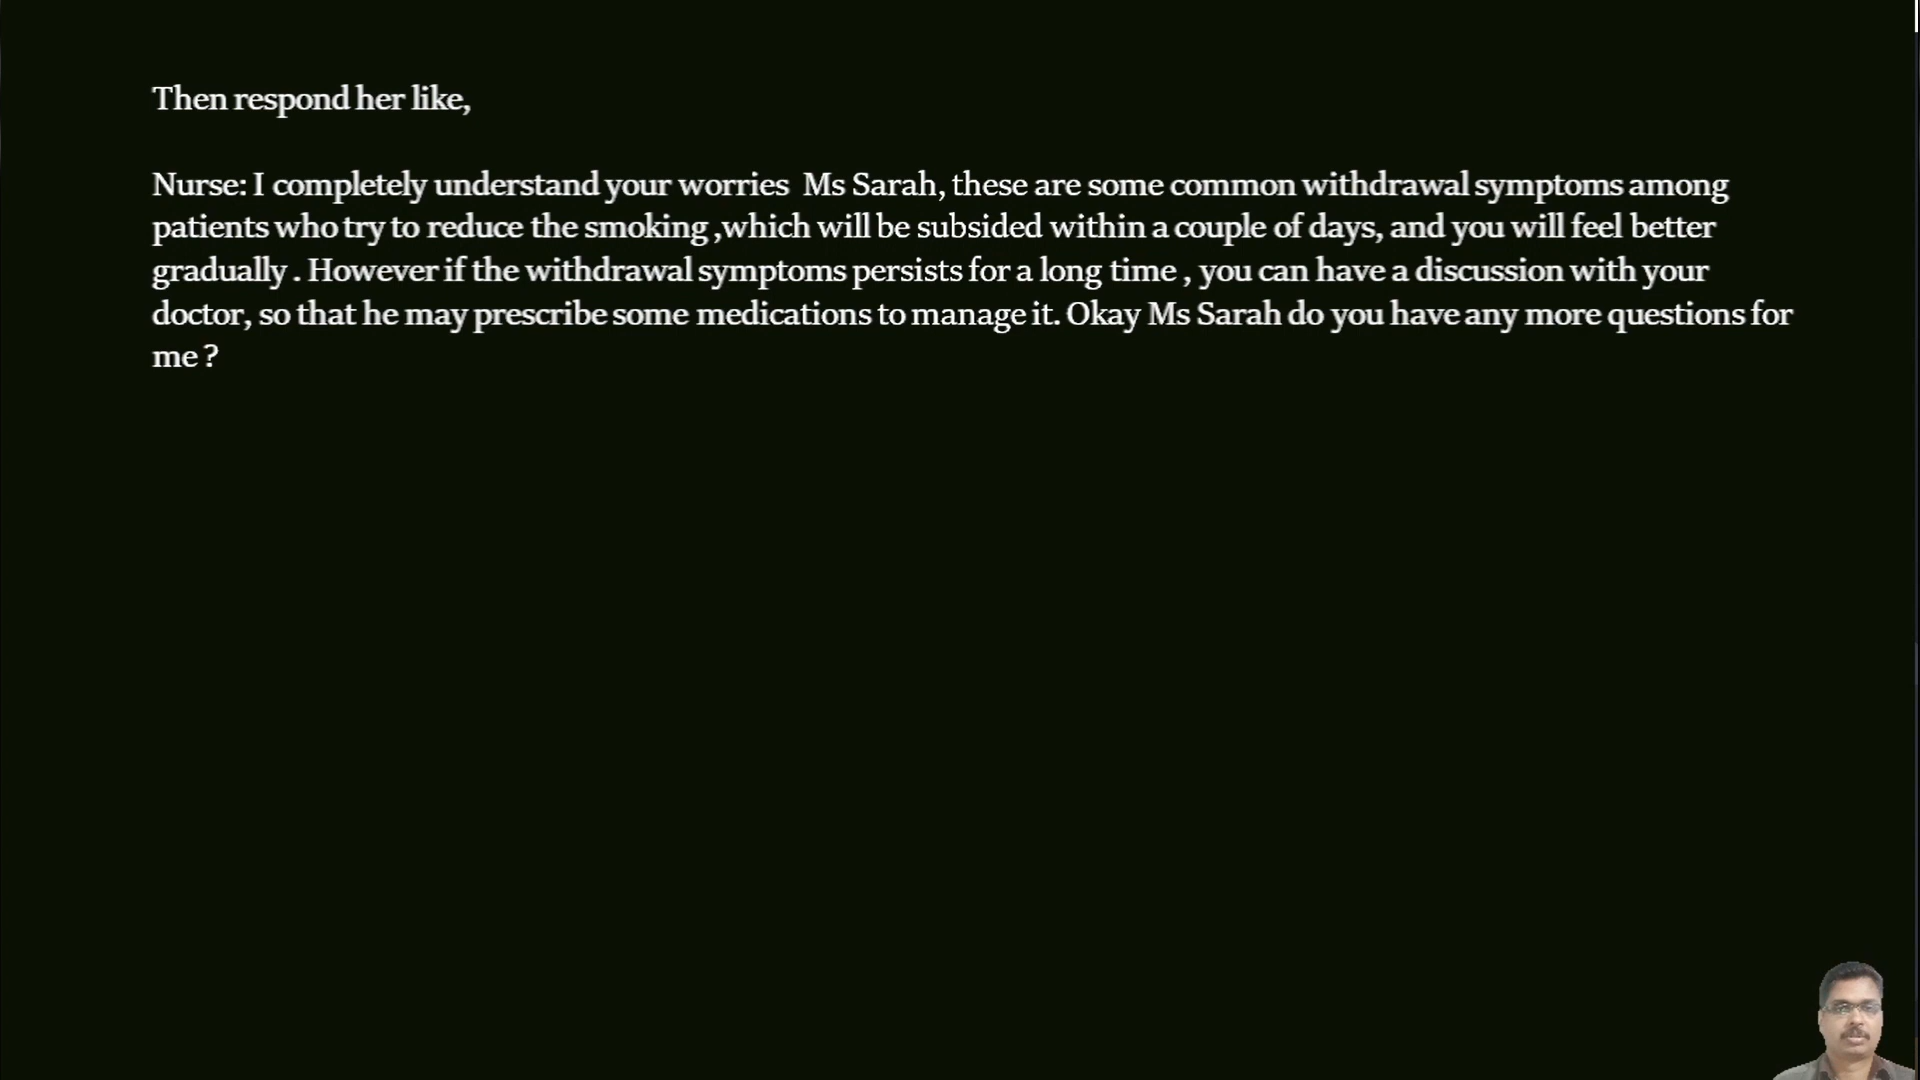 Then respond her like,
Nurse: I completely understand your worries  Ms Sarah, these are some common withdrawal symptoms among
patients who try to reduce the smoking ,which will be subsided within a couple of days, and you will feel better
gradually . However if the withdrawal symptoms persists for a long time , you can have a discussion with your
doctor, so that he may prescribe some medications to manage it. Okay Ms Sarah do you have any more questions for
me ?